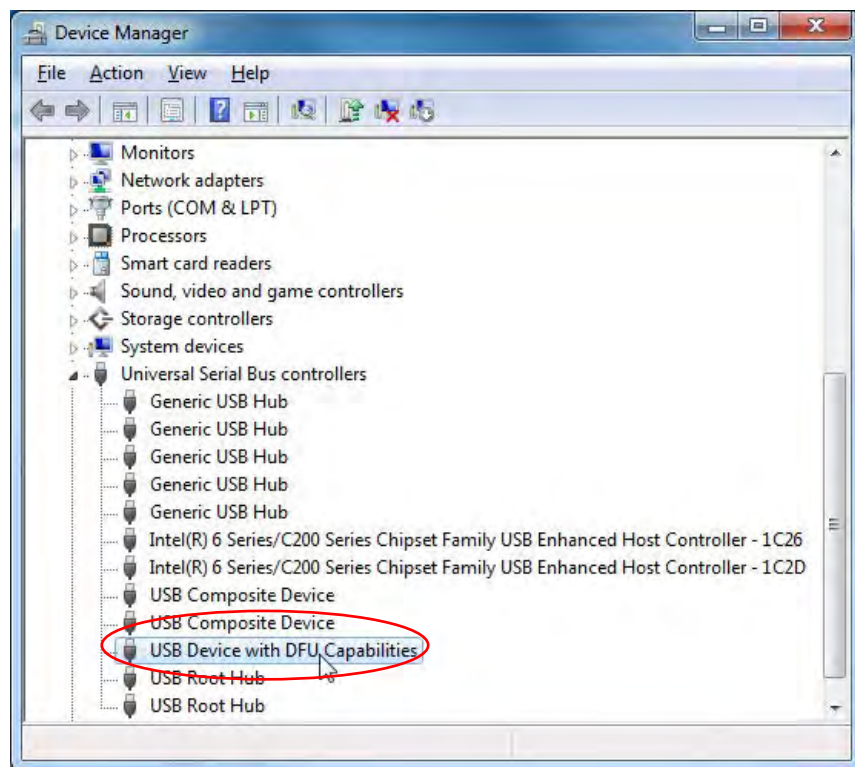 Device Manager
File Action View Help
Monitors
Network adapters
Ports (COM & LPT)
Processors
Smart card readers
Sound, video and game controllers
Storage controllers
System devices
Universal Serial Bus controllers
Generic USB Hub
Generic USB Hub
Generic USB Hub
Generic USB Hub
Generic USB Hub
Intel(R) 6 Series/C200 Series Chipset Family USB Enhanced Host Controller - 1C26
Intel(R) 6 Series/C200 Series Chipset Family USB Enhanced Host Controller - 1C2D
USB Composite Device
USB Composite Device
USB Device with DFU Capabilities
USB Root Hub
USB Root Hub